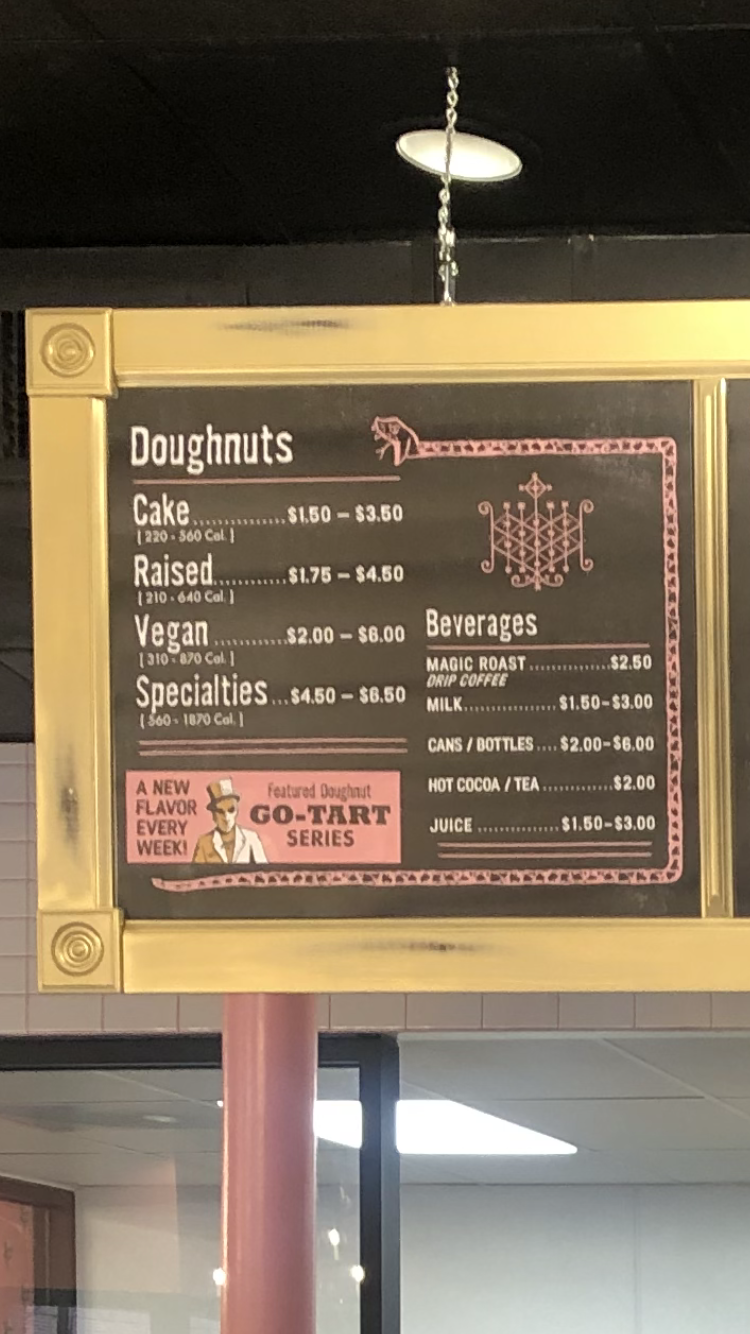 Doughnuts
Cake..............$1.50 – $3.50
[ 220 - 560 Cal. ]
Raised...........$1.75 – $4.50
[ 210 - 640 Cal. ]
Vegan...........$2.00 – $6.00
[ 310 - 870 Cal. ]
Specialties...$4.50 – $6.50
[ 360 - 1870 Cal. ]
A NEW
FLAVOR
EVERY
WEEK!
Featured Doughnut
GO-TART
SERIES
Beverages
MAGIC ROAST..............$2.50
DRIP COFFEE
MILK................$1.50-$3.00
CANS / BOTTLES....$2.00-$6.00
HOT COCOA / TEA............$2.00
JUICE..............$1.50-$3.00